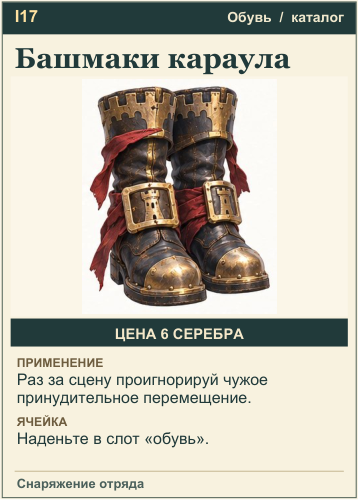 I17
Обувь / каталог
Башмаки караула
ЦЕНА 6 СЕРЕБРА
ПРИМЕНЕНИЕ
Раз за сцену проигнорируй чужое
принудительное перемещение.
ЯЧЕЙКА
Наденьте в слот «обувь».
Снаряжение отряда